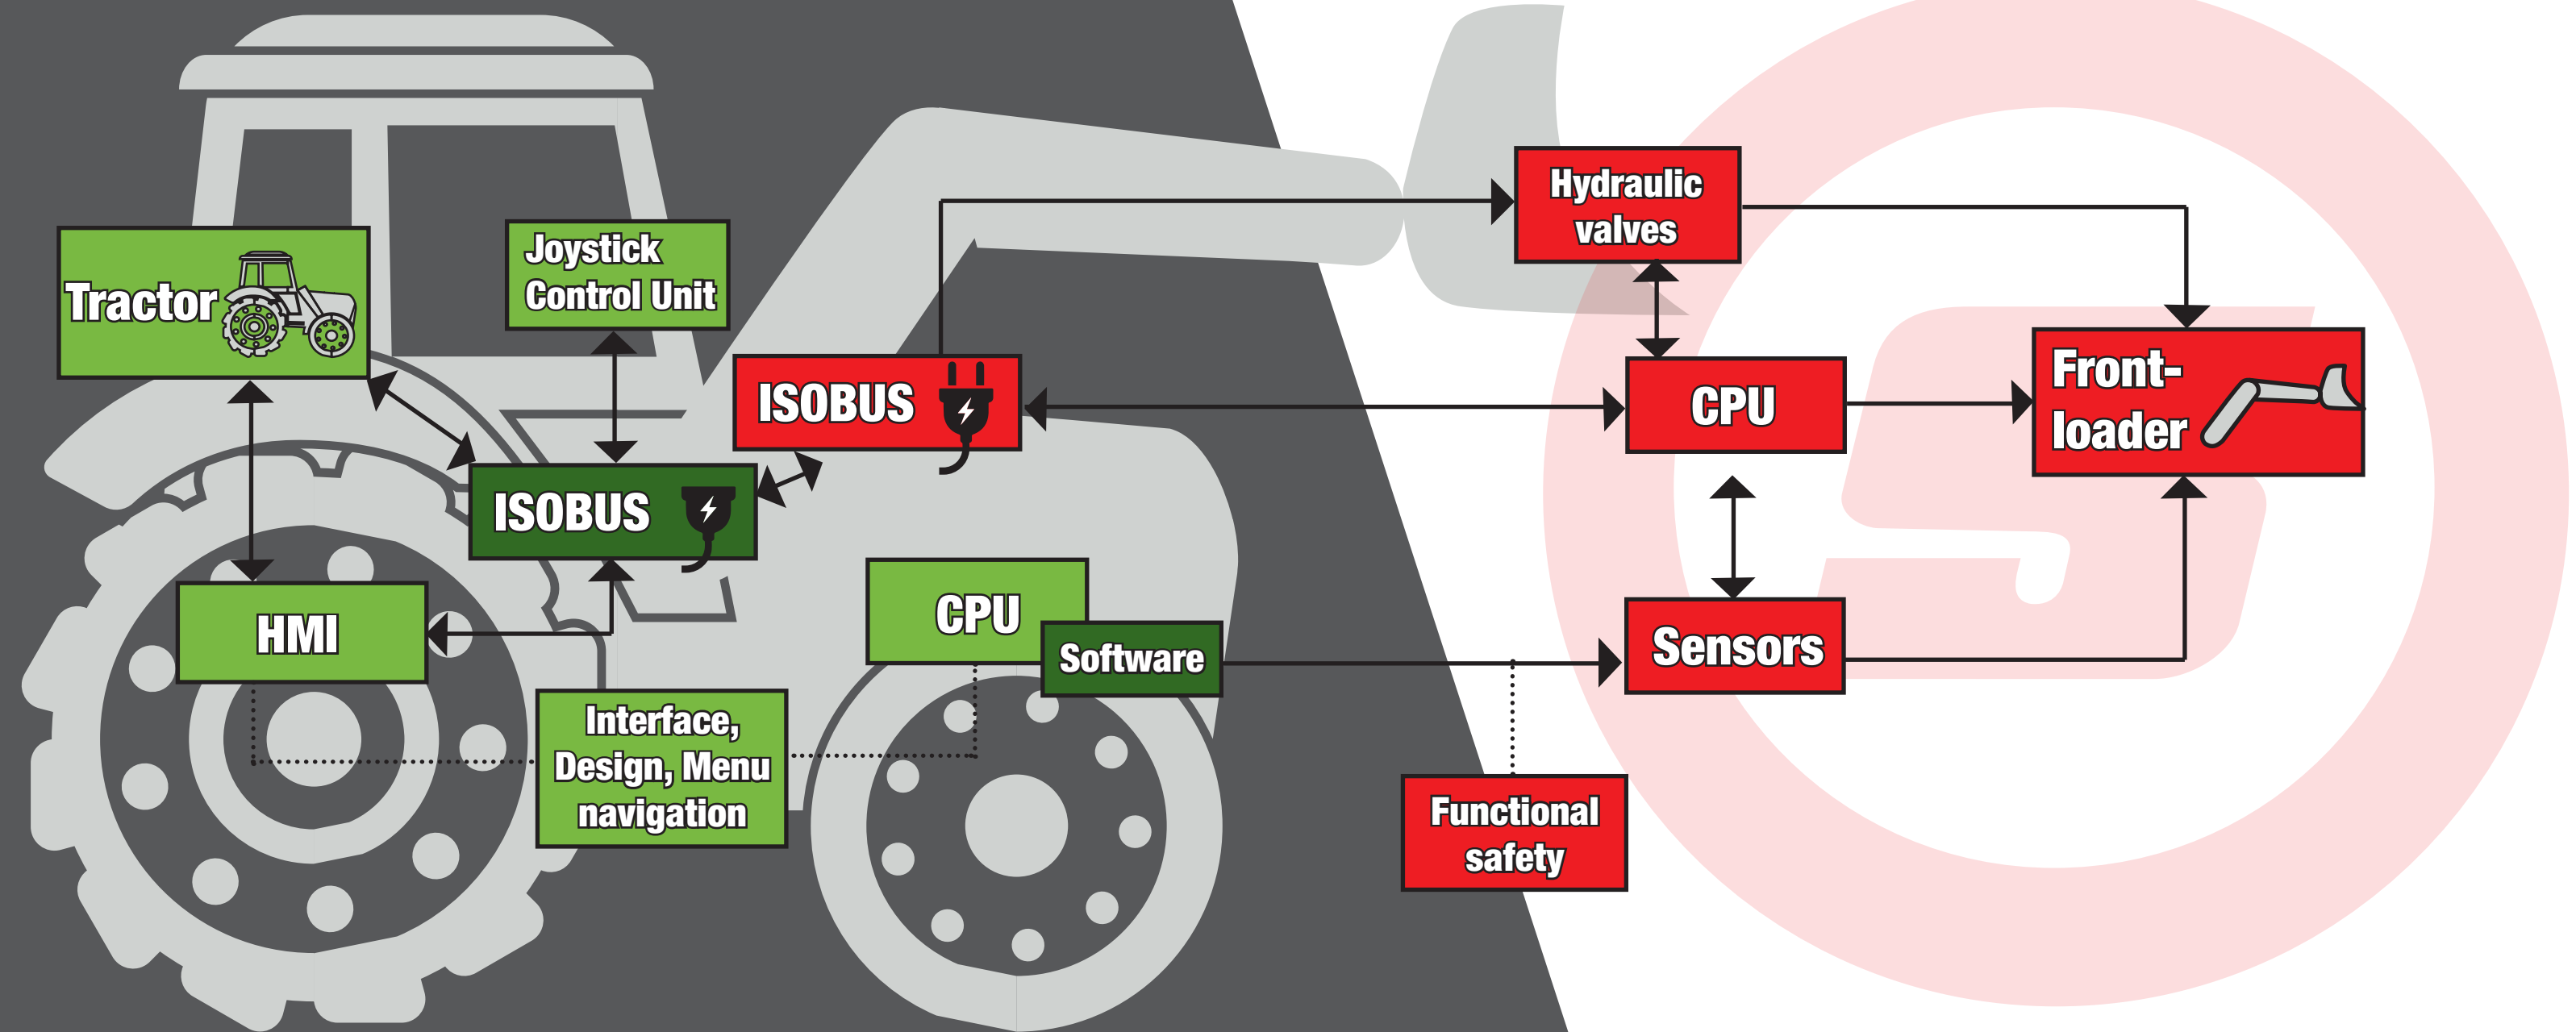 Tractor
Joystick
Control Unit
ISOBUS
ISOBUS
HMI
Interface,
Design, Menu
navigation
CPU
Software
Hydraulic
valves
CPU
Front-
loader
Sensors
Functional
safety